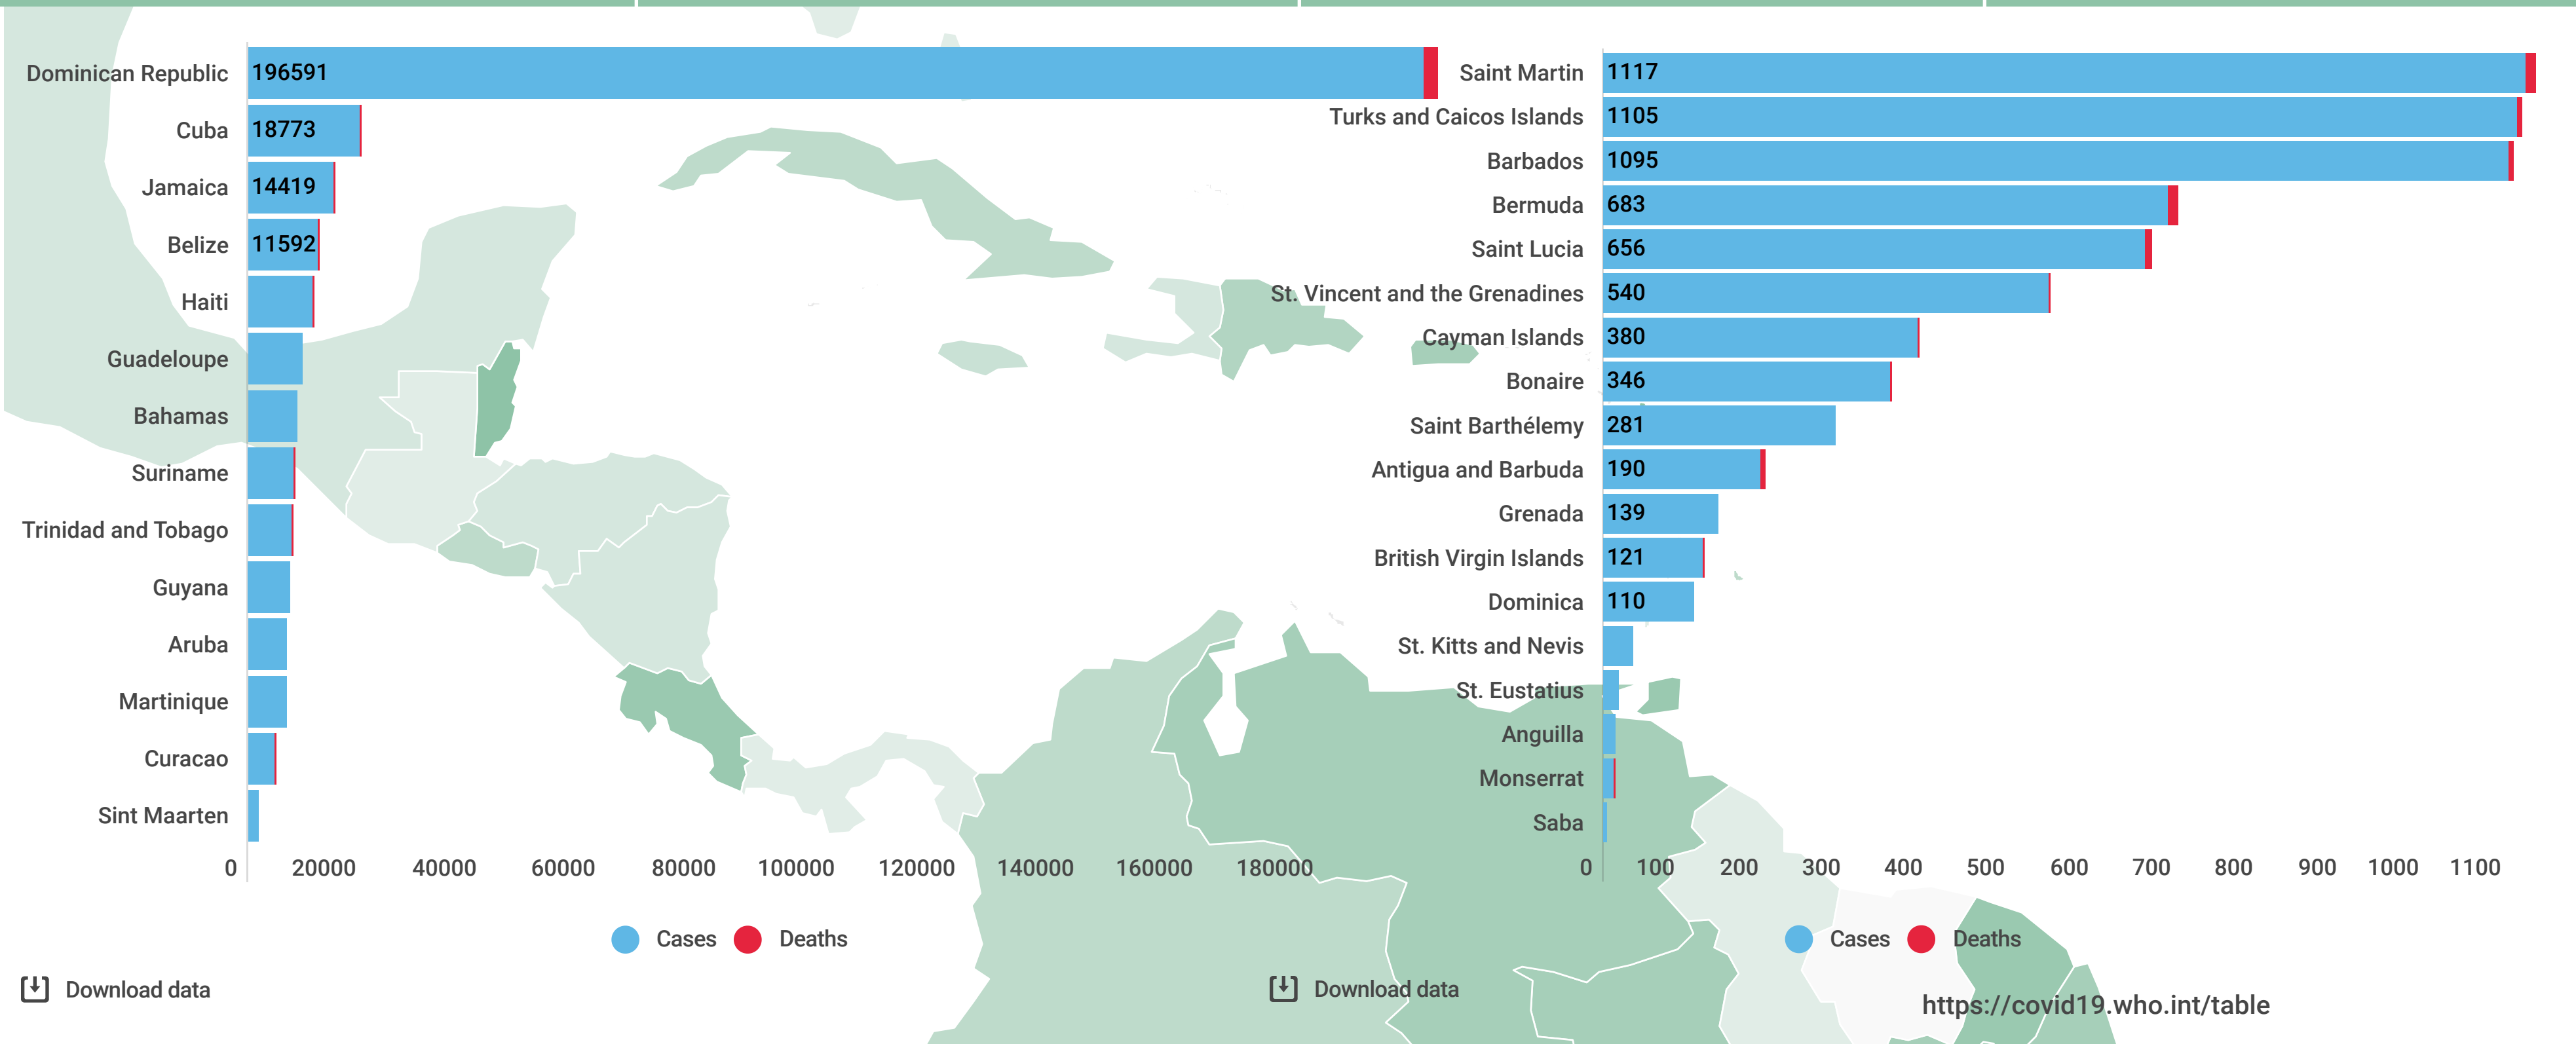 Dominican Republic 196591
Cuba 18773
Jamaica 14419
Belize 11592
Haiti
Guadeloupe
Bahamas
Suriname
Trinidad and Tobago
Guyana
Aruba
Martinique
Curacao
Sint Maarten
0 20000 40000 60000 80000 100000 120000 140000 160000 180000
Cases Deaths
Download data
Saint Martin 1117
Turks and Caicos Islands 1105
Barbados 1095
Bermuda 683
Saint Lucia 656
St. Vincent and the Grenadines 540
Cayman Islands 380
Bonaire 346
Saint Barthélemy 281
Antigua and Barbuda 190
Grenada 139
British Virgin Islands 121
Dominica 110
St. Kitts and Nevis
St. Eustatius
Anguilla
Monserrat
Saba
0 100 200 300 400 500 600 700 800 900 1000 1100
Cases Deaths
Download data
https://covid19.who.int/table